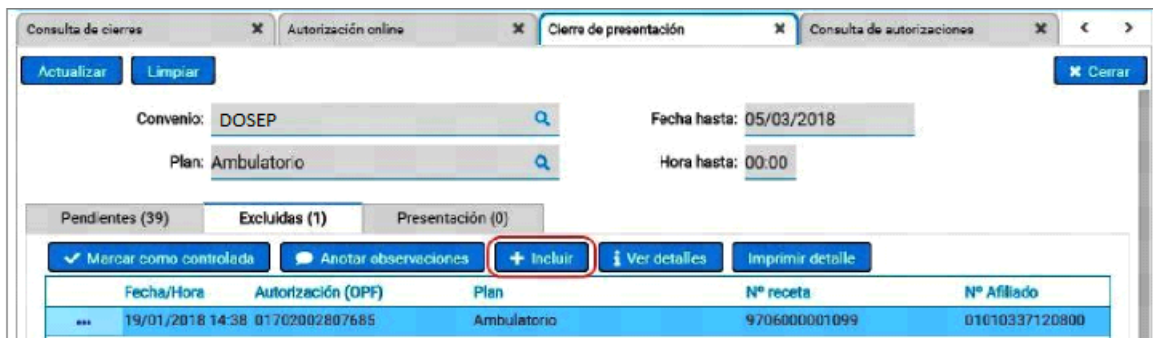 Consulta de cierres Autorización online Cierre de presentación Consulta de autorizaciones
Actualizar Limpiar Cerrar
Convenio: DOSEP Fecha hasta: 05/03/2018
Plan: Ambulatorio Hora hasta: 00:00
Pendientes (39) Excluidas (1) Presentación (0)
Marcar como controlada Anotar observaciones + Incluir Ver detalles Imprimir detalle
Fecha/Hora Autorización (OPF) Plan Nº receta Nº Afiliado
... 19/01/2018 14:38 01702002807685 Ambulatorio 9706000001099 01010337120800